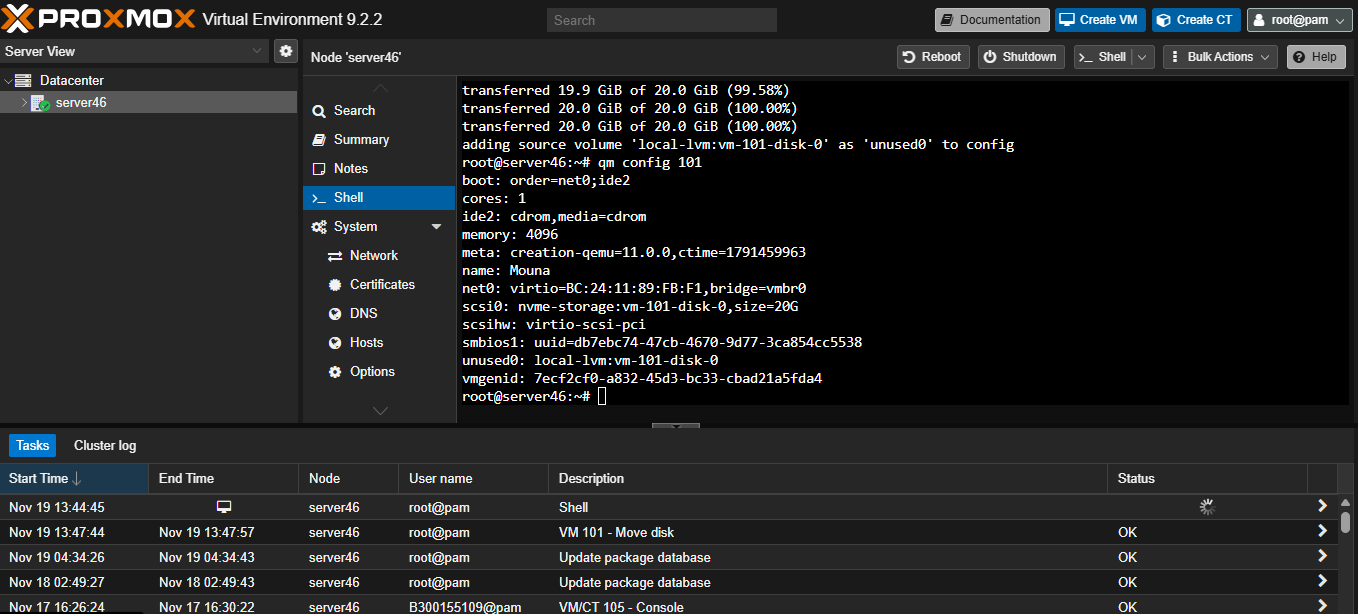 PROXMOX Virtual Environment 9.2.2
Search
Documentation
Create VM
Create CT
root@pam
Server View
Datacenter
server46
Node 'server46'
Reboot
Shutdown
Shell
Bulk Actions
Help
Search
Summary
Notes
Shell
System
Network
Certificates
DNS
Hosts
Options
transferred 19.9 GiB of 20.0 GiB (99.58%)
transferred 20.0 GiB of 20.0 GiB (100.00%)
transferred 20.0 GiB of 20.0 GiB (100.00%)
adding source volume 'local-lvm:vm-101-disk-0' as 'unused0' to config
root@server46:~# qm config 101
boot: order=net0;ide2
cores: 1
ide2: cdrom,media=cdrom
memory: 4096
meta: creation-qemu=11.0.0,ctime=1791459963
name: Mouna
net0: virtio=BC:24:11:89:FB:F1,bridge=vmbr0
scsi0: nvme-storage:vm-101-disk-0,size=20G
scsihw: virtio-scsi-pci
smbios1: uuid=db7ebc74-47cb-4670-9d77-3ca854cc5538
unused0: local-lvm:vm-101-disk-0
vmgenid: 7ecf2cf0-a832-45d3-bc33-cbad21a5fda4
root@server46:~#
Tasks
Cluster log
Start Time End Time Node User name Description Status
Nov 19 13:44:45 server46 root@pam Shell
Nov 19 13:47:44 Nov 19 13:47:57 server46 root@pam VM 101 - Move disk OK
Nov 19 04:34:26 Nov 19 04:34:43 server46 root@pam Update package database OK
Nov 18 02:49:27 Nov 18 02:49:43 server46 root@pam Update package database OK
Nov 17 16:26:24 Nov 17 16:30:22 server46 B300155109@pam VM/CT 105 - Console OK